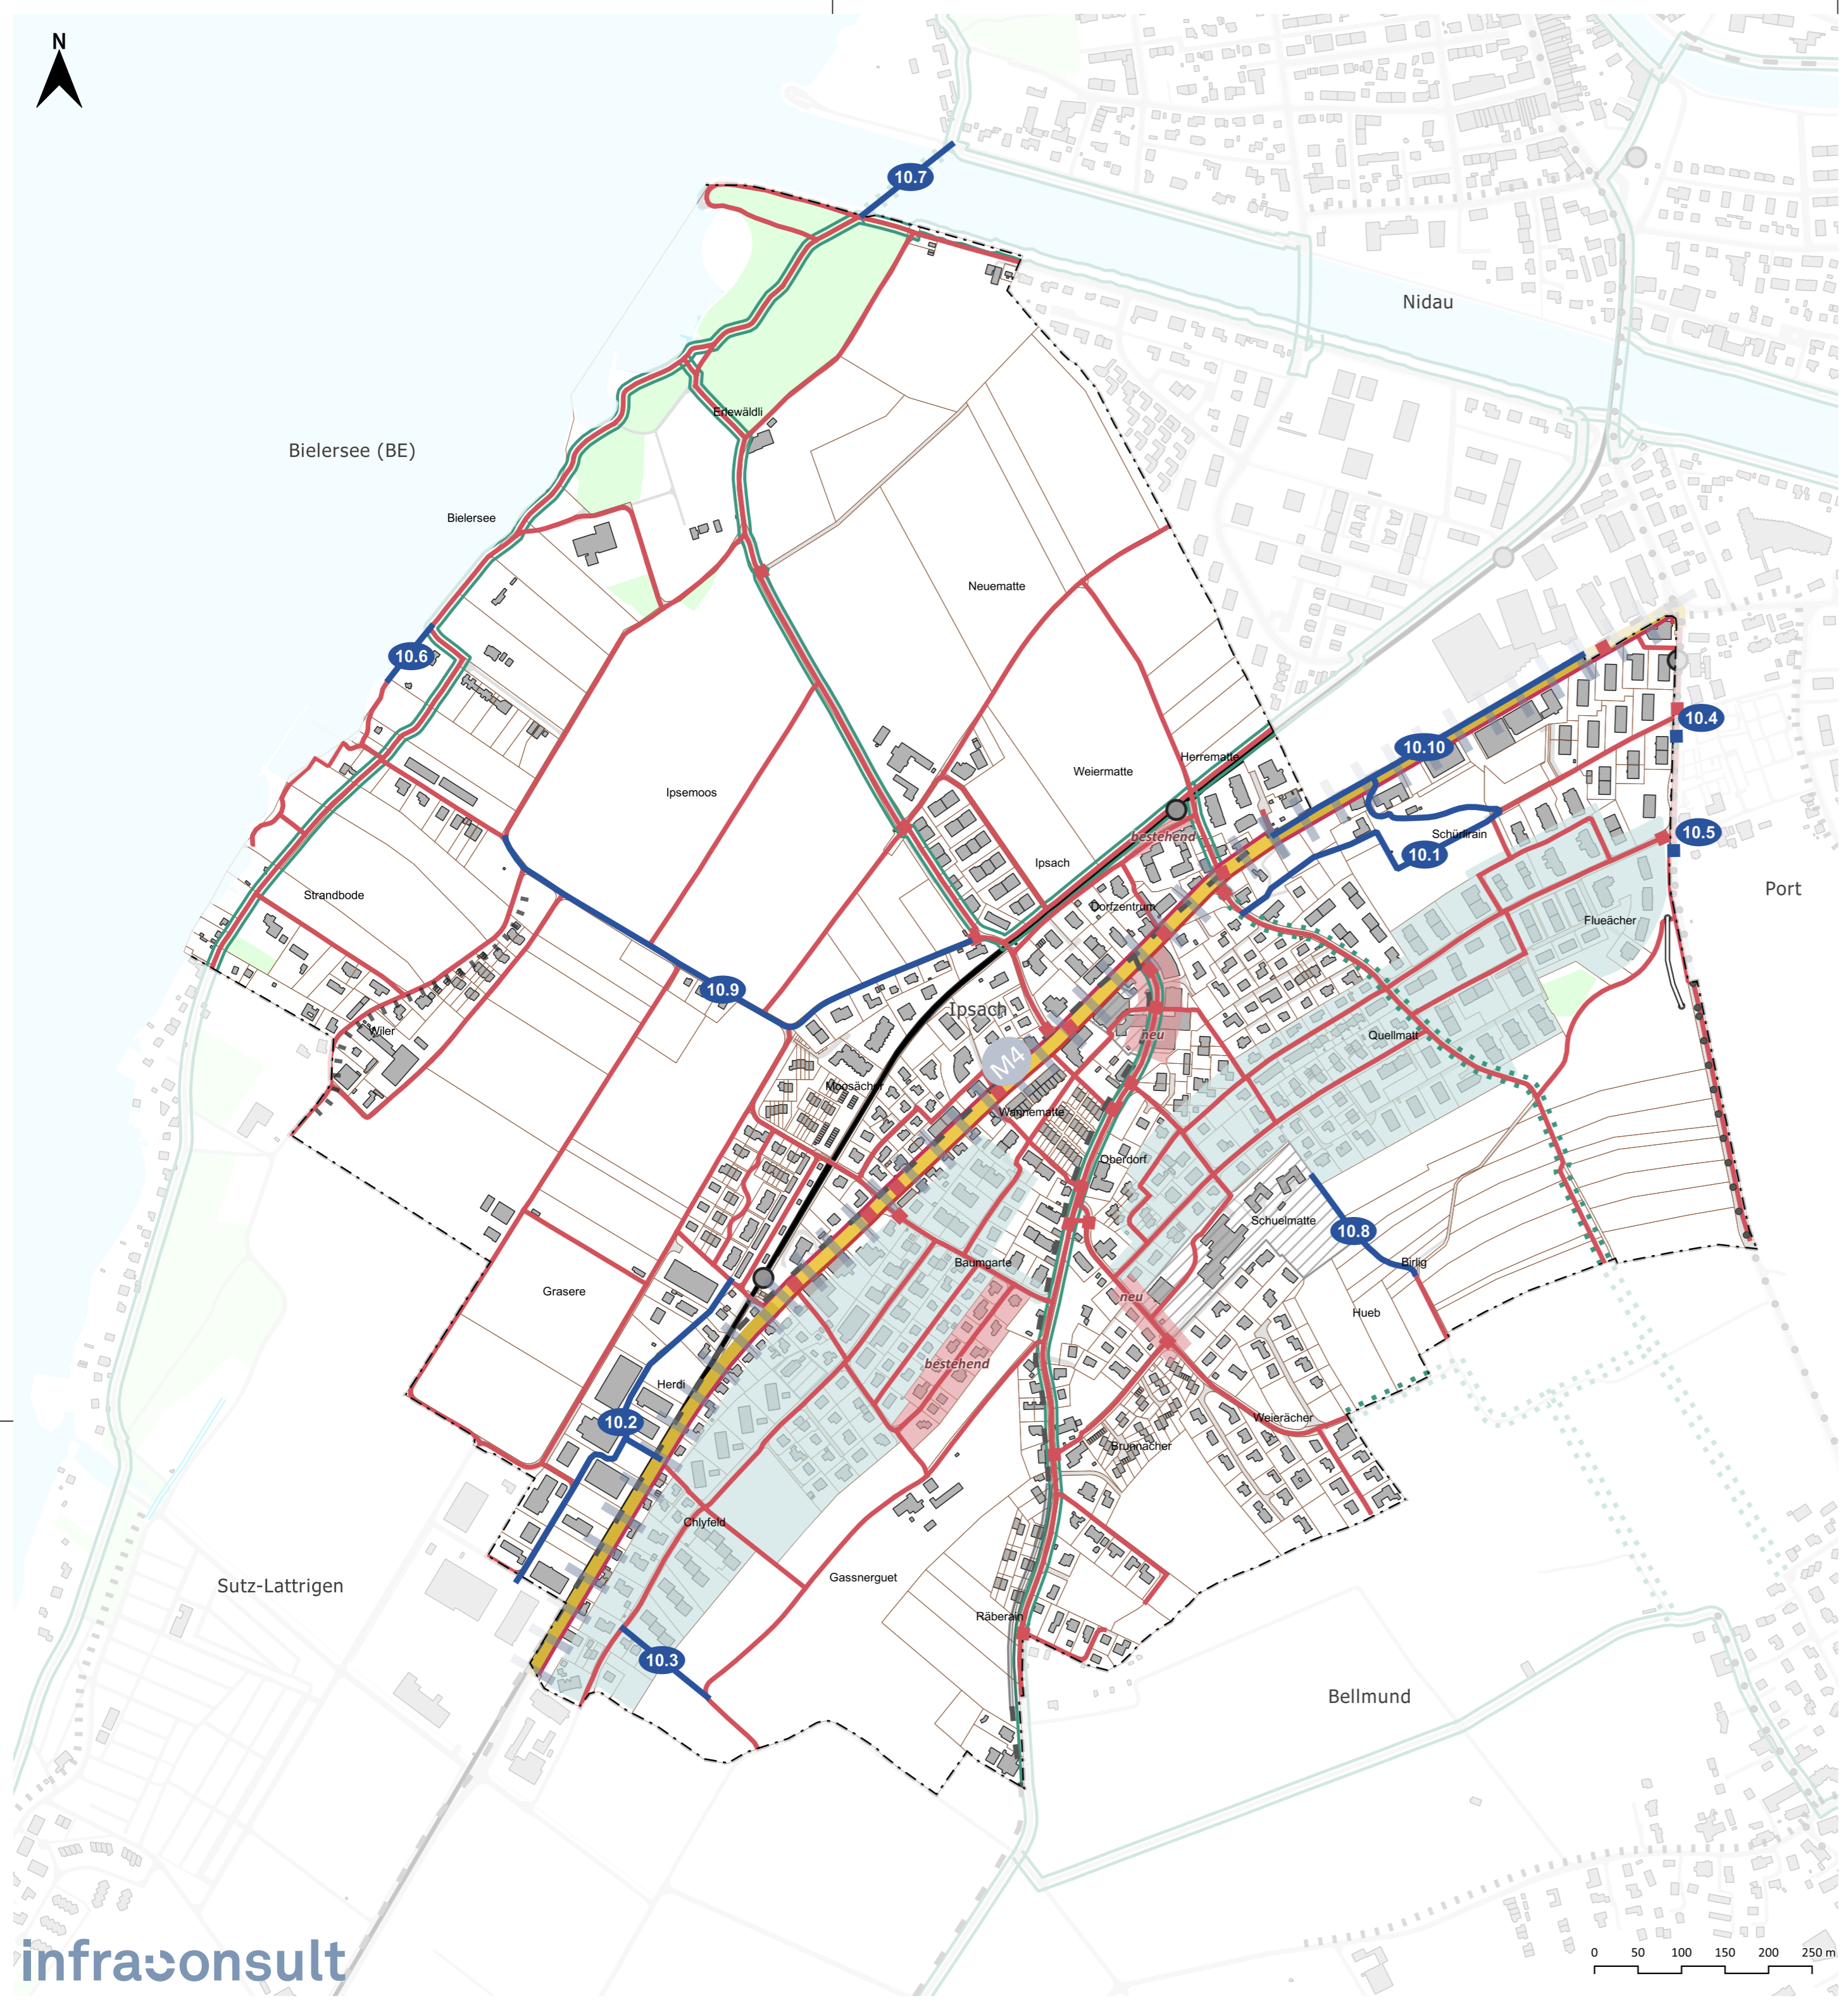 N
10.7
Nidau
Erlewäldli
Bielersee (BE)
Bielersee
Neuematte
10.6
10.4
10.10
Herrematte
Weiermatte
Ipsemoos
bestehend
Schürlirain
10.5
10.1
Ipsach
Port
Strandbode
Dorfzentrum
Flueächer
10.9
Ipsach
Wiler
neu
Quellmatt
M4
Moosächer
Wannematte
Oberdorf
Schuelmatte
10.8
Baumgarte
Birlig
Grasere
neu
Hueb
bestehend
Herdi
10.2
Weierächer
Brunnacher
Chlyfeld
Sutz-Lattrigen
Gassnerguet
Räberain
10.3
Bellmund
infraconsult
0 50 100 150 200 250 m